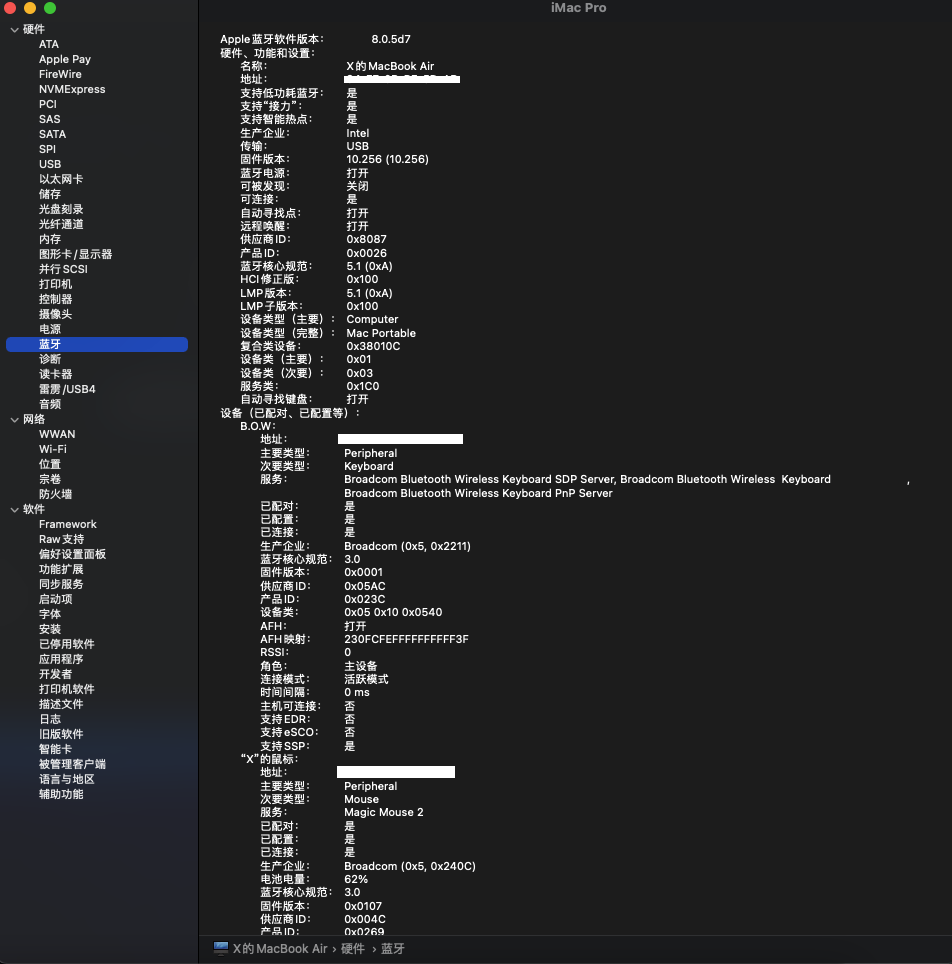 iMac Pro
硬件
ATA
Apple Pay
FireWire
NVMExpress
PCI
SAS
SATA
SPI
USB
以太网卡
储存
光盘刻录
光纤通道
内存
图形卡/显示器
并行SCSI
打印机
控制器
摄像头
电源
蓝牙
诊断
读卡器
雷雳/USB4
音频
网络
WWAN
Wi-Fi
位置
宗卷
防火墙
软件
Framework
Raw支持
偏好设置面板
功能扩展
同步服务
启动项
字体
安装
已停用软件
应用程序
开发者
打印机软件
描述文件
日志
旧版软件
智能卡
被管理客户端
语言与地区
辅助功能
Apple蓝牙软件版本: 8.0.5d7
硬件、功能和设置:
名称: X的MacBook Air
地址:
支持低功耗蓝牙: 是
支持“接力”: 是
支持智能热点: 是
生产企业: Intel
传输: USB
固件版本: 10.256 (10.256)
蓝牙电源: 打开
可被发现: 关闭
可连接: 是
自动寻找点: 打开
远程唤醒: 打开
供应商ID: 0x8087
产品ID: 0x0026
蓝牙核心规范: 5.1 (0xA)
HCI修正版: 0x100
LMP版本: 5.1 (0xA)
LMP子版本: 0x100
设备类型（主要）: Computer
设备类型（完整）: Mac Portable
复合类设备: 0x38010C
设备类（主要）: 0x01
设备类（次要）: 0x03
服务类: 0x1C0
自动寻找键盘: 打开
设备（已配对、已配置等）:
B.O.W:
地址:
主要类型: Peripheral
次要类型: Keyboard
服务: Broadcom Bluetooth Wireless Keyboard SDP Server, Broadcom Bluetooth Wireless Keyboard ,
Broadcom Bluetooth Wireless Keyboard PnP Server
已配对: 是
已配置: 是
已连接: 是
生产企业: Broadcom (0x5, 0x2211)
蓝牙核心规范: 3.0
固件版本: 0x0001
供应商ID: 0x05AC
产品ID: 0x023C
设备类: 0x05 0x10 0x0540
AFH: 打开
AFH映射: 230FCFEFFFFFFFFFFF3F
RSSI: 0
角色: 主设备
连接模式: 活跃模式
时间间隔: 0 ms
主机可连接: 否
支持EDR: 否
支持eSCO: 否
支持SSP: 是
“X”的鼠标:
地址:
主要类型: Peripheral
次要类型: Mouse
服务: Magic Mouse 2
已配对: 是
已配置: 是
已连接: 是
生产企业: Broadcom (0x5, 0x240C)
电池电量: 62%
蓝牙核心规范: 3.0
固件版本: 0x0107
供应商ID: 0x004C
产品ID: 0x0269
X的MacBook Air › 硬件 › 蓝牙